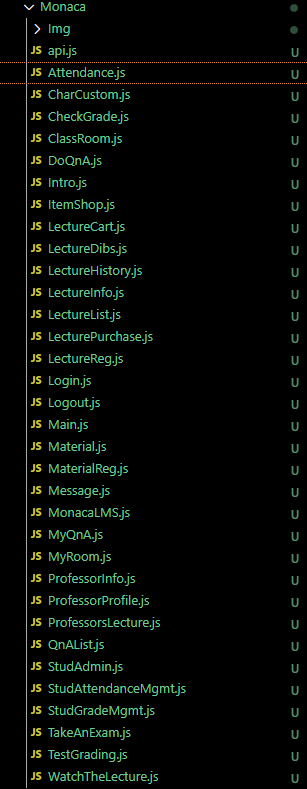 Monaca
Img
JS api.js U
JS Attendance.js U
JS CharCustom.js U
JS CheckGrade.js U
JS ClassRoom.js U
JS DoQnA.js U
JS Intro.js U
JS ItemShop.js U
JS LectureCart.js U
JS LectureDibs.js U
JS LectureHistory.js U
JS LectureInfo.js U
JS LectureList.js U
JS LecturePurchase.js U
JS LectureReg.js U
JS Login.js U
JS Logout.js U
JS Main.js U
JS Material.js U
JS MaterialReg.js U
JS Message.js U
JS MonacaLMS.js U
JS MyQnA.js U
JS MyRoom.js U
JS ProfessorInfo.js U
JS ProfessorProfile.js U
JS ProfessorsLecture.js U
JS QnAList.js U
JS StudAdmin.js U
JS StudAttendanceMgmt.js U
JS StudGradeMgmt.js U
JS TakeAnExam.js U
JS TestGrading.js U
JS WatchTheLecture.js U